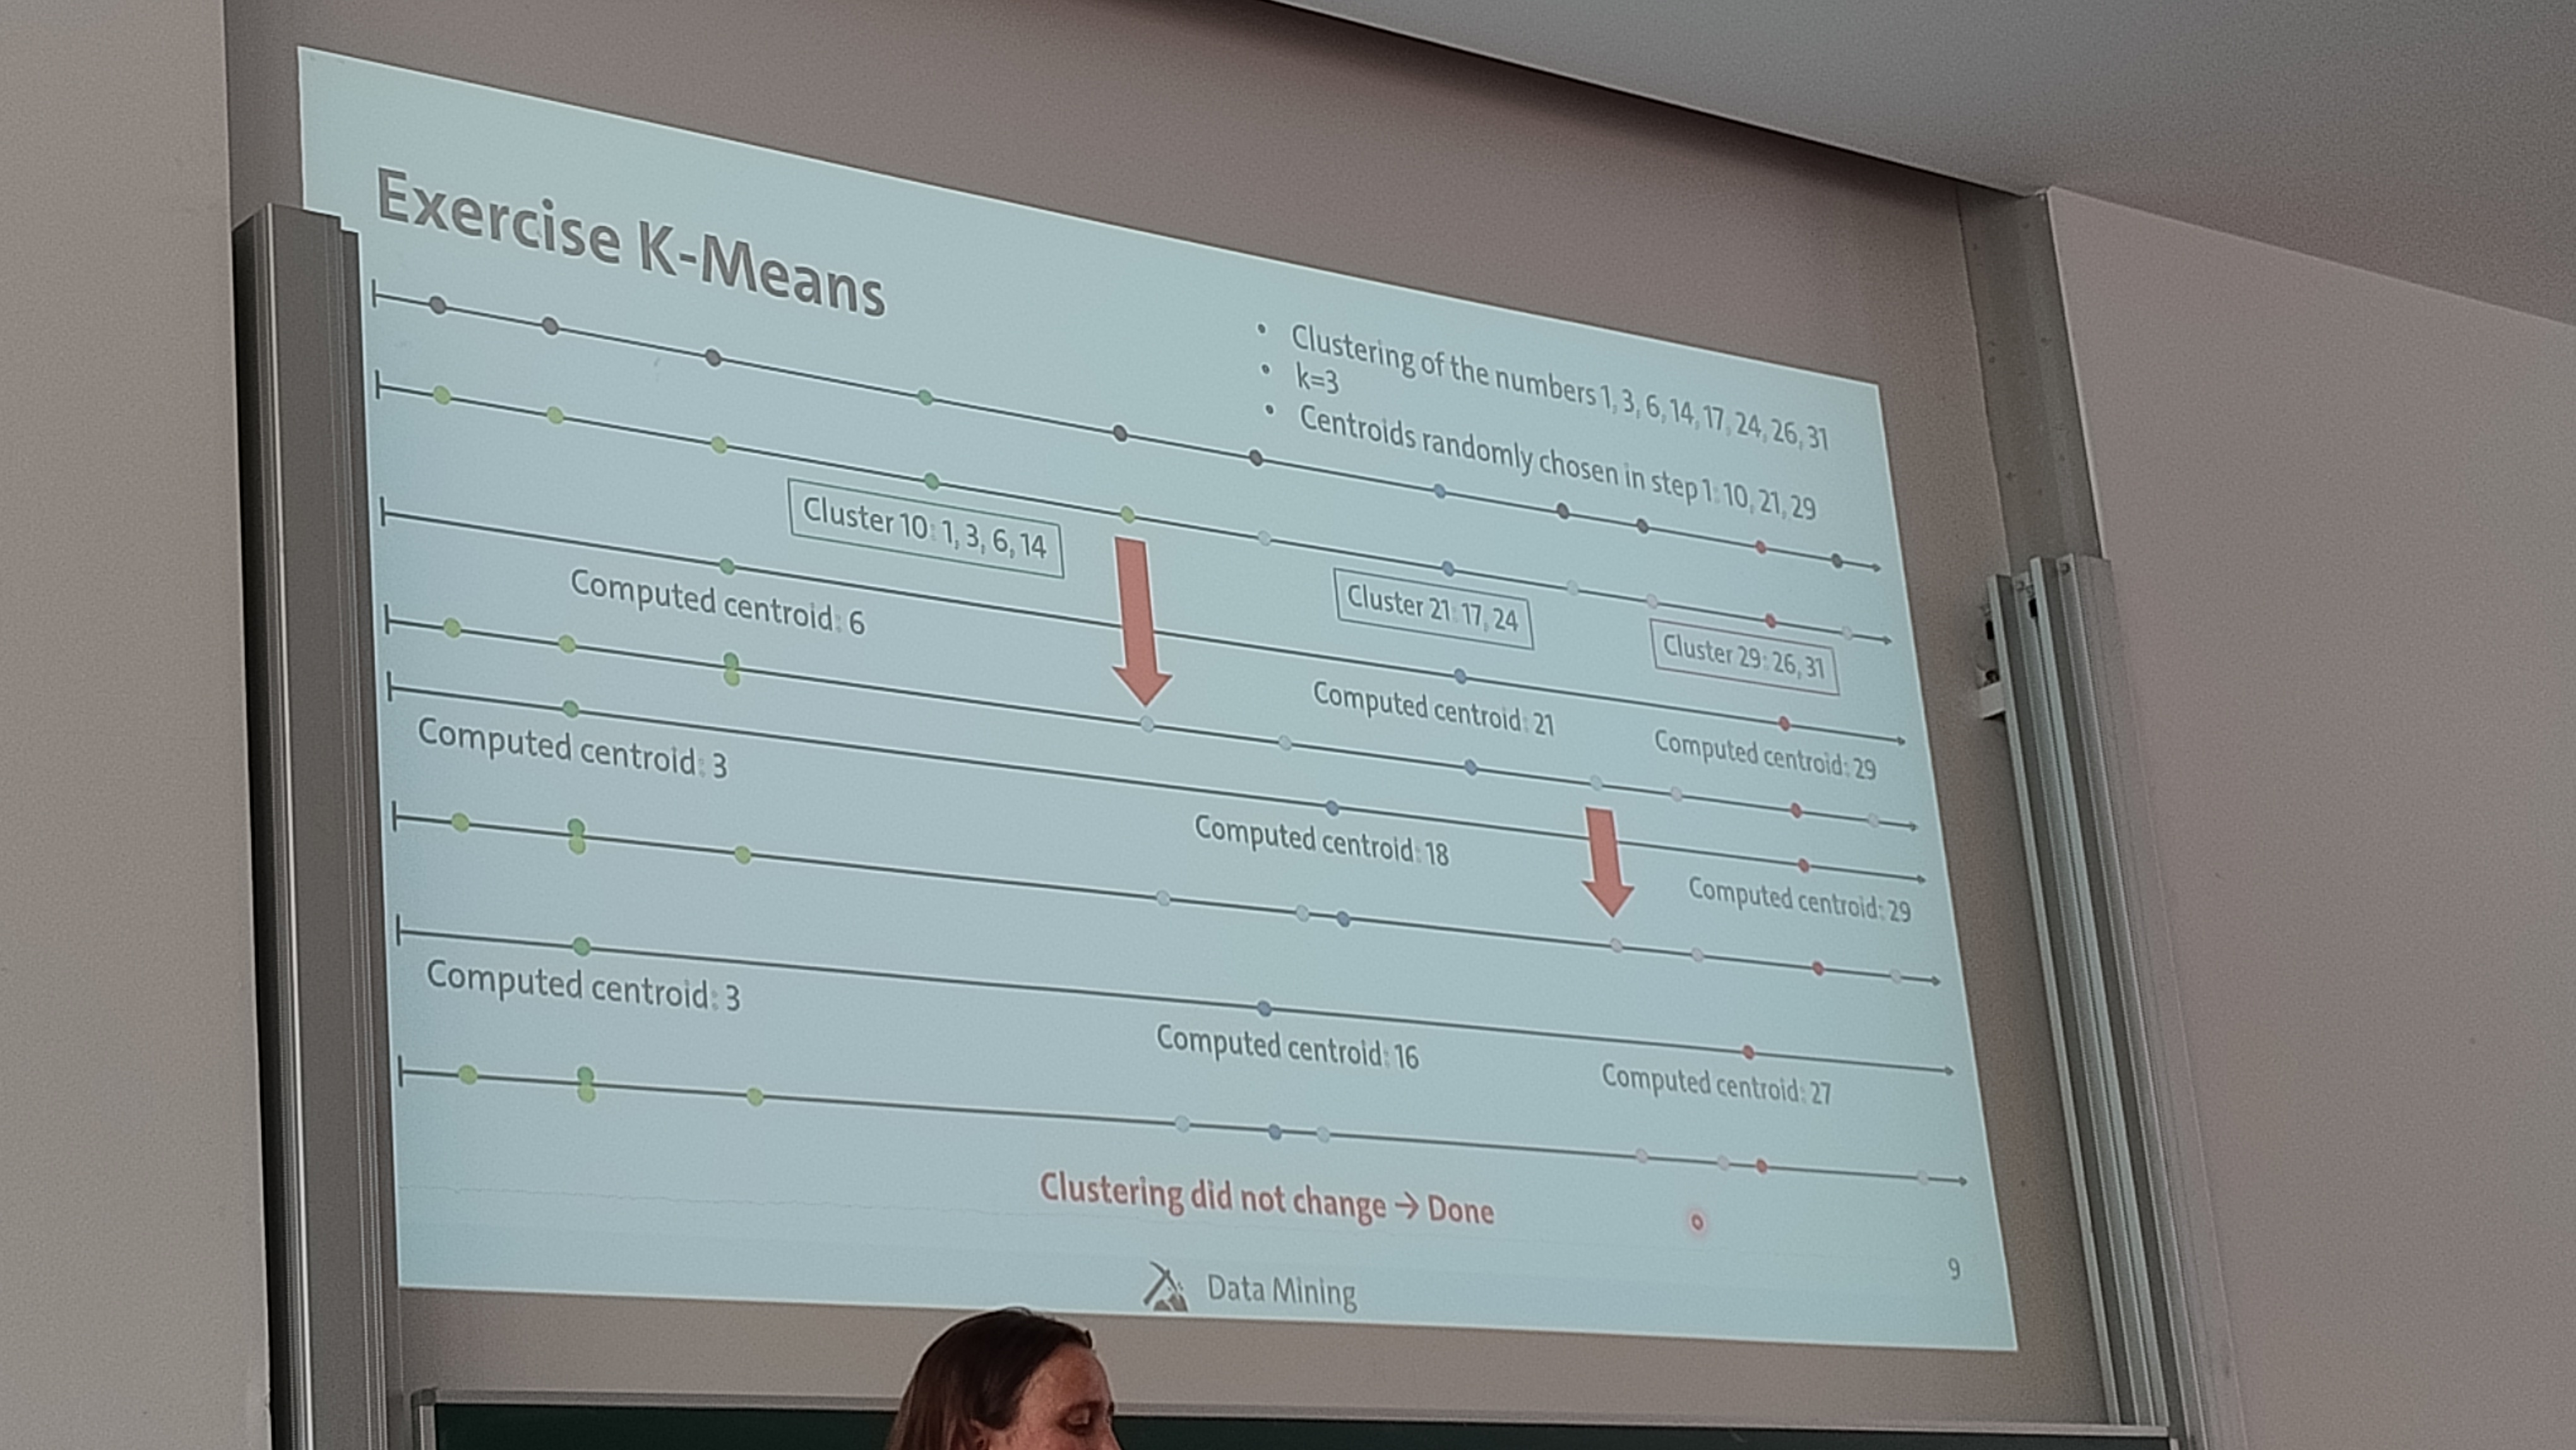 Exercise K-Means
• Clustering of the numbers 1, 3, 6, 14, 17, 24, 26, 31
• k=3
• Centroids randomly chosen in step 1: 10, 21, 29
Cluster 10: 1, 3, 6, 14
Cluster 21: 17, 24
Cluster 29: 26, 31
Computed centroid: 6
Computed centroid: 21
Computed centroid: 29
Computed centroid: 3
Computed centroid: 18
Computed centroid: 29
Computed centroid: 3
Computed centroid: 16
Computed centroid: 27
Clustering did not change → Done
Data Mining
9